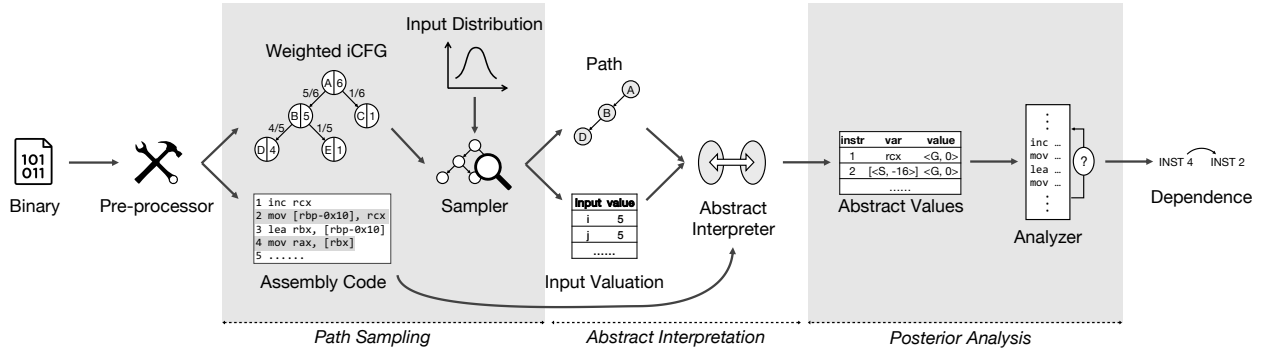 Binary
101
011
Pre-processor
Weighted iCFG
A 6
5/6
1/6
B 5
C 1
4/5
1/5
D 4
E 1
1 inc rcx
2 mov [rbp-0x10], rcx
3 lea rbx, [rbp-0x10]
4 mov rax, [rbx]
5 ......
Assembly Code
Input Distribution
Sampler
Path Sampling
Path
A
B
D
input value
i 5
j 5
......
Input Valuation
Abstract
Interpreter
Abstract Interpretation
instr var value
1 rcx <G, 0>
2 [<S, -16>] <G, 0>
......
Abstract Values
inc …
mov …
lea …
mov …
?
Analyzer
Posterior Analysis
INST 4 INST 2
Dependence